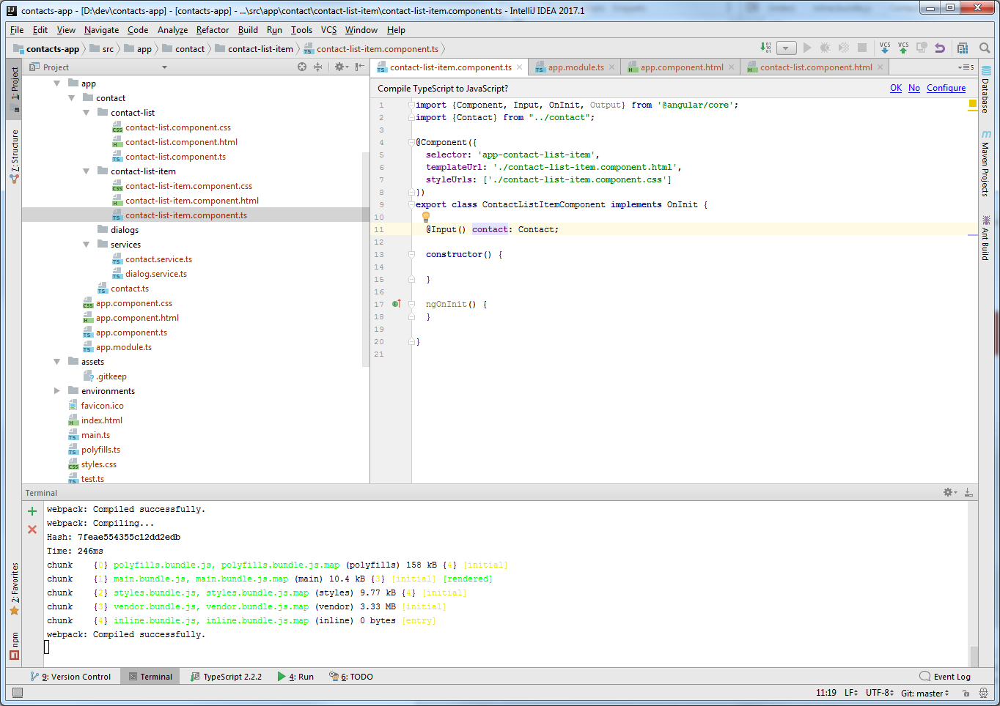 contacts-app - [D:\dev\contacts-app] - [contacts-app] - ...\src\app\contact\contact-list-item\contact-list-item.component.ts - IntelliJ IDEA 2017.1
File Edit View Navigate Code Analyze Refactor Build Run Tools VCS Window Help
contacts-app src app contact contact-list-item contact-list-item.component.ts
VCS VCS
Project
contact-list-item.component.ts app.module.ts app.component.html contact-list.component.html
5
1: Project
7: Structure
2: Favorites
npm
app
contact
contact-list
contact-list.component.css
contact-list.component.html
contact-list.component.ts
contact-list-item
contact-list-item.component.css
contact-list-item.component.html
contact-list-item.component.ts
dialogs
services
contact.service.ts
dialog.service.ts
contact.ts
app.component.css
app.component.html
app.component.ts
app.module.ts
assets
.gitkeep
environments
favicon.ico
index.html
main.ts
polyfills.ts
styles.css
test.ts
Compile TypeScript to JavaScript? OK No Configure
1 import {Component, Input, OnInit, Output} from '@angular/core';
2 import {Contact} from "../contact";
3
4 @Component({
5 selector: 'app-contact-list-item',
6 templateUrl: './contact-list-item.component.html',
7 styleUrls: ['./contact-list-item.component.css']
8 })
9 export class ContactListItemComponent implements OnInit {
10
11 @Input() contact: Contact;
12
13 constructor() {
14
15 }
16
17 ngOnInit() {
18 }
19
20 }
21
Database
Maven Projects
Ant Build
Terminal
webpack: Compiled successfully.
webpack: Compiling...
Hash: 7feae554355c12dd2edb
Time: 246ms
chunk {0} polyfills.bundle.js, polyfills.bundle.js.map (polyfills) 158 kB {4} [initial]
chunk {1} main.bundle.js, main.bundle.js.map (main) 10.4 kB {3} [initial] [rendered]
chunk {2} styles.bundle.js, styles.bundle.js.map (styles) 9.77 kB {4} [initial]
chunk {3} vendor.bundle.js, vendor.bundle.js.map (vendor) 3.33 MB [initial]
chunk {4} inline.bundle.js, inline.bundle.js.map (inline) 0 bytes [entry]
webpack: Compiled successfully.
9: Version Control Terminal TypeScript 2.2.2 4: Run 6: TODO Event Log
11:19 LF UTF-8 Git: master